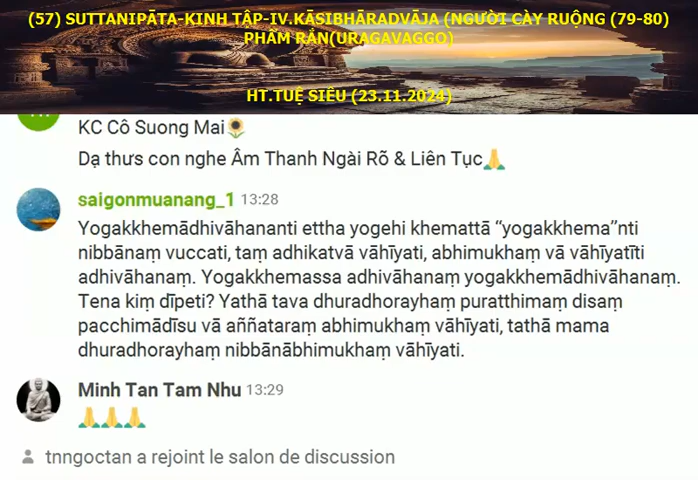 (57) SUTTANIPĀTA-KINH TẬP-IV.KĀSIBHĀRADVĀJA (NGƯỜI CÀY RUỘNG (79-80)
PHẨM RẮN(URAGAVAGGO)
HT.TUỆ SIÊU (23.11.2024)
KC Cô Suong Mai🌻
Dạ thưs con nghe Âm Thanh Ngài Rõ & Liên Tục🙏
saigonmuanang_1 13:28
Yogakkhemādhivāhananti ettha yogehi khemattā “yogakkhema”nti
nibbānaṃ vuccati, taṃ adhikatvā vāhīyati, abhimukhaṃ vā vāhīyatīti
adhivāhanaṃ. Yogakkhemassa adhivāhanaṃ yogakkhemādhivāhanaṃ.
Tena kiṃ dīpeti? Yathā tava dhuradhorayhaṃ puratthimaṃ disaṃ
pacchimādīsu vā aññataraṃ abhimukhaṃ vāhīyati, tathā mama
dhuradhorayhaṃ nibbānābhimukhaṃ vāhīyati.
Minh Tan Tam Nhu 13:29
🙏🙏🙏
tnngoctan a rejoint le salon de discussion